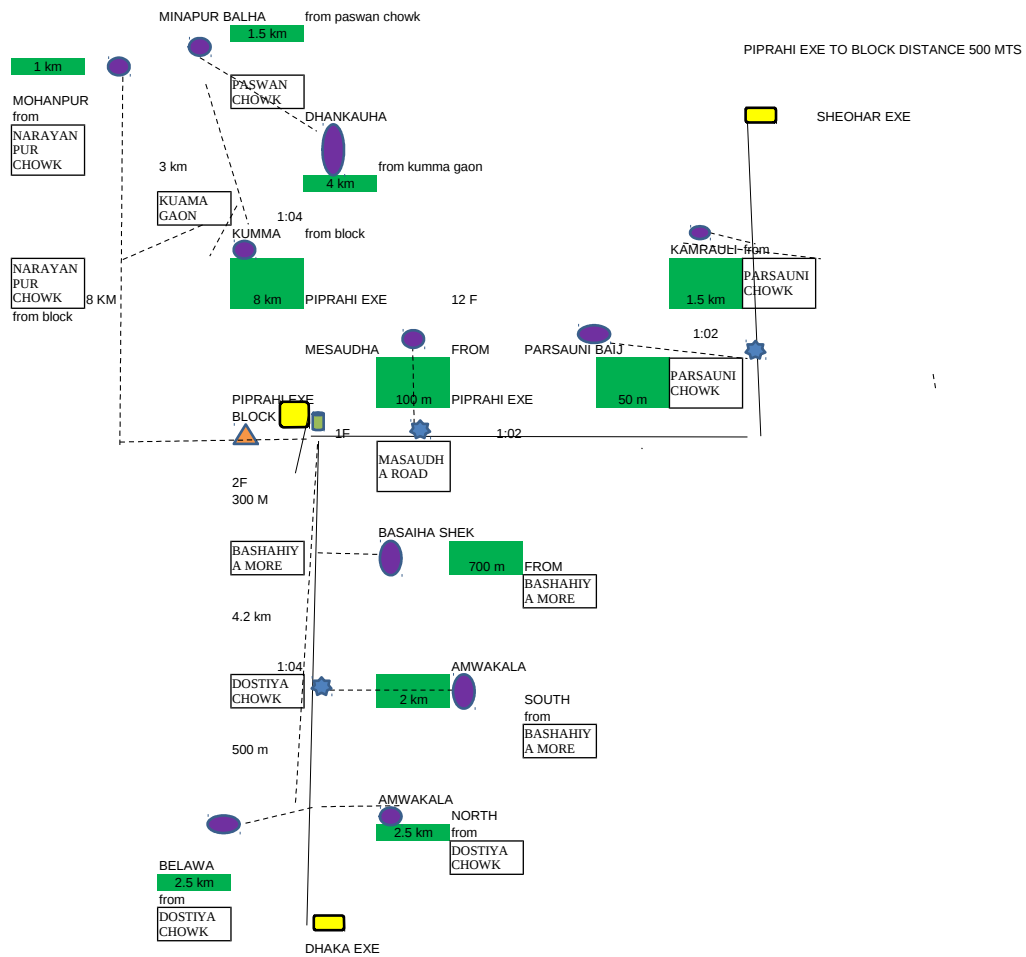 MINAPUR BALHA
from paswan chowk
1.5 km
PIPRAHI EXE TO BLOCK DISTANCE 500 MTS
1 km
PASWAN
CHOWK
MOHANPUR
from
DHANKAUHA
SHEOHAR EXE
NARAYAN
PUR
CHOWK
3 km
from kumma gaon
4 km
KUAMA
GAON
1:04
KUMMA
from block
KAMRAULI from
NARAYAN
PUR
CHOWK
PARSAUNI
CHOWK
8 KM
8 km
PIPRAHI EXE
12 F
1.5 km
from block
1:02
MESAUDHA
FROM
PARSAUNI BAIJ
PARSAUNI
CHOWK
PIPRAHI EXE
100 m
PIPRAHI EXE
50 m
BLOCK
1F
1:02
MASAUDH
A ROAD
2F
300 M
BASAIHA SHEK
BASHAHIY
A MORE
700 m
FROM
BASHAHIY
A MORE
4.2 km
1:04
AMWAKALA
DOSTIYA
CHOWK
2 km
SOUTH
from
BASHAHIY
A MORE
500 m
AMWAKALA
NORTH
2.5 km
from
DOSTIYA
CHOWK
BELAWA
2.5 km
from
DOSTIYA
CHOWK
DHAKA EXE